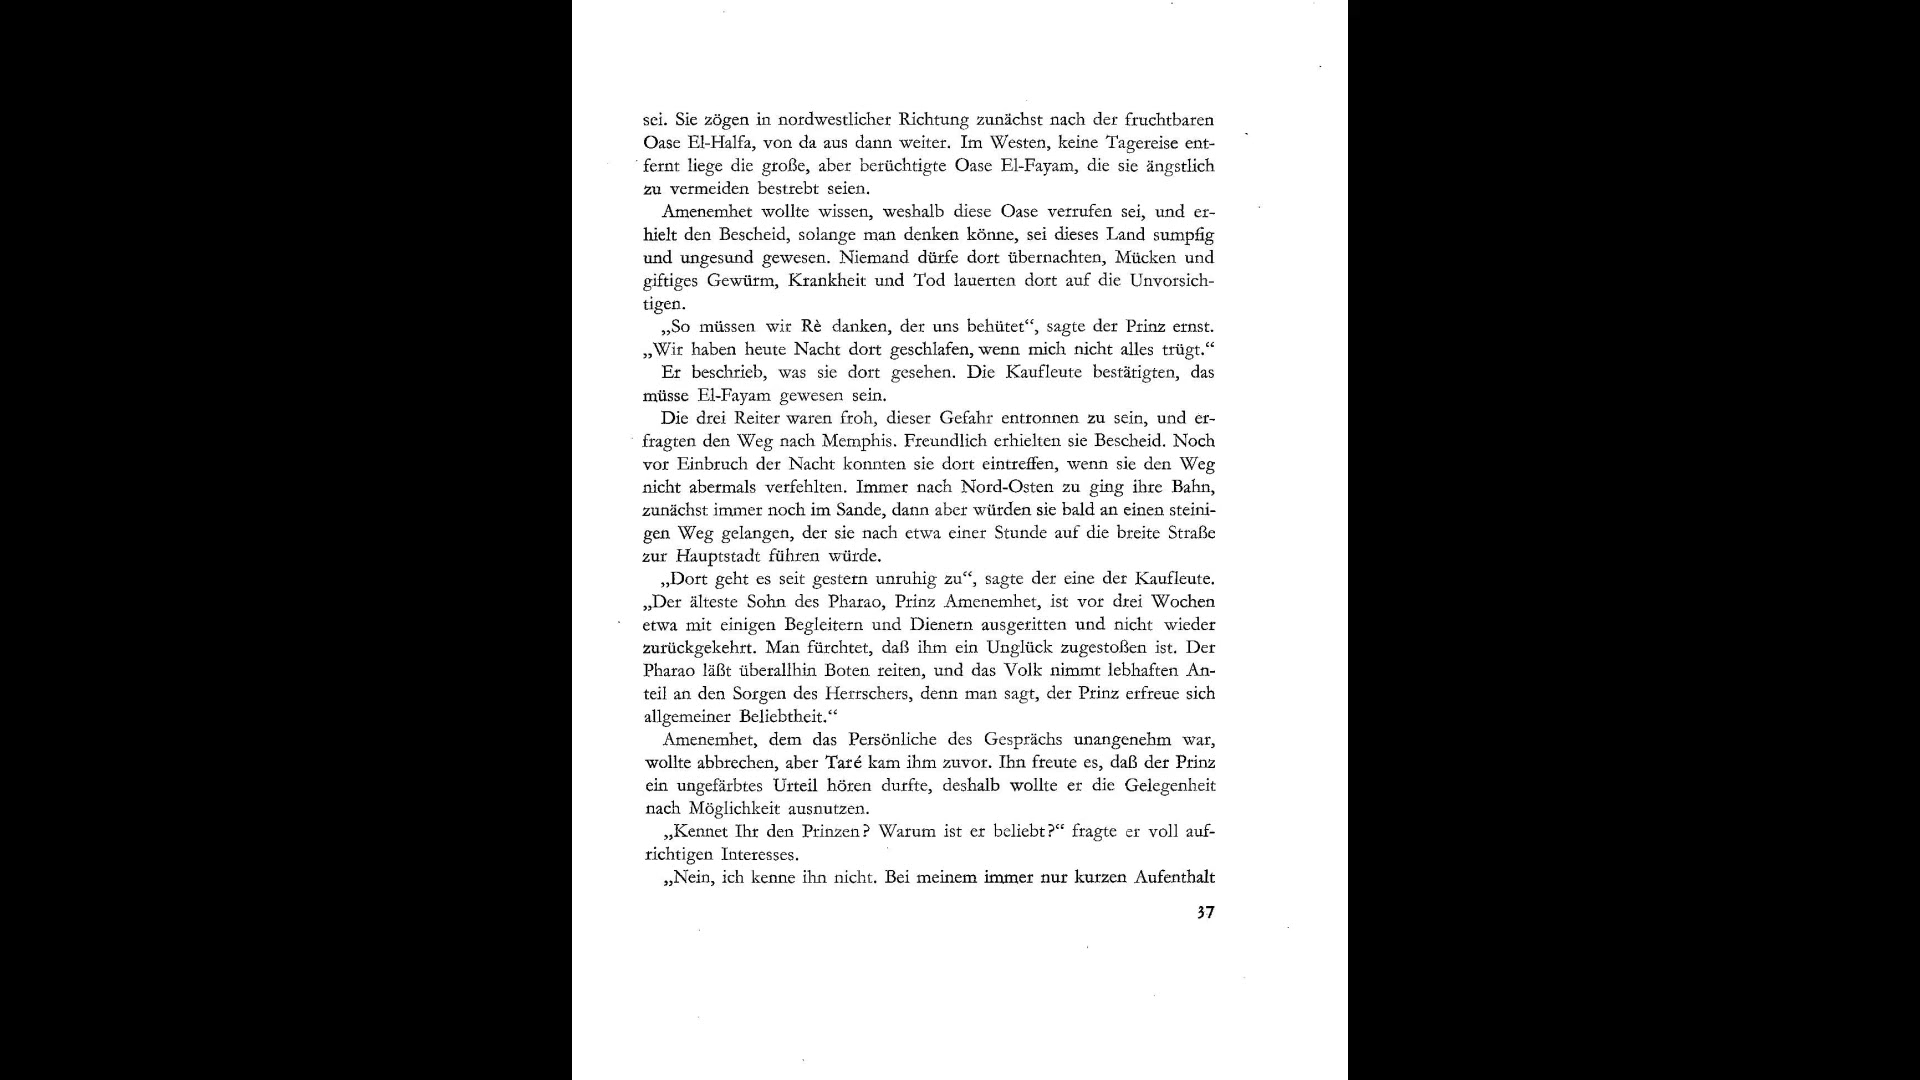 sei. Sie zögen in nordwestlicher Richtung zunächst nach der fruchtbaren
Oase El-Halfa, von da aus dann weiter. Im Westen, keine Tagereise ent-
fernt liege die große, aber berüchtigte Oase El-Fayam, die sie ängstlich
zu vermeiden bestrebt seien.
Amenemhet wollte wissen, weshalb diese Oase verrufen sei, und er-
hielt den Bescheid, solange man denken könne, sei dieses Land sumpfig
und ungesund gewesen. Niemand dürfe dort übernachten, Mücken und
giftiges Gewürm, Krankheit und Tod lauerten dort auf die Unvorsich-
tigen.
„So müssen wir Rè danken, der uns behütet“, sagte der Prinz ernst.
„Wir haben heute Nacht dort geschlafen, wenn mich nicht alles trügt.“
Er beschrieb, was sie dort gesehen. Die Kaufleute bestätigten, das
müsse El-Fayam gewesen sein.
Die drei Reiter waren froh, dieser Gefahr entronnen zu sein, und er-
fragten den Weg nach Memphis. Freundlich erhielten sie Bescheid. Noch
vor Einbruch der Nacht konnten sie dort eintreffen, wenn sie den Weg
nicht abermals verfehlten. Immer nach Nord-Osten zu ging ihre Bahn,
zunächst immer noch im Sande, dann aber würden sie bald an einen steini-
gen Weg gelangen, der sie nach etwa einer Stunde auf die breite Straße
zur Hauptstadt führen würde.
„Dort geht es seit gestern unruhig zu“, sagte der eine der Kaufleute.
„Der älteste Sohn des Pharao, Prinz Amenemhet, ist vor drei Wochen
etwa mit einigen Begleitern und Dienern ausgeritten und nicht wieder
zurückgekehrt. Man fürchtet, daß ihm ein Unglück zugestoßen ist. Der
Pharao läßt überallhin Boten reiten, und das Volk nimmt lebhaften An-
teil an den Sorgen des Herrschers, denn man sagt, der Prinz erfreue sich
allgemeiner Beliebtheit.“
Amenemhet, dem das Persönliche des Gesprächs unangenehm war,
wollte abbrechen, aber Taré kam ihm zuvor. Ihn freute es, daß der Prinz
ein ungefärbtes Urteil hören durfte, deshalb wollte er die Gelegenheit
nach Möglichkeit ausnutzen.
„Kennet Ihr den Prinzen? Warum ist er beliebt?“ fragte er voll auf-
richtigen Interesses.
„Nein, ich kenne ihn nicht. Bei meinem immer nur kurzen Aufenthalt
37